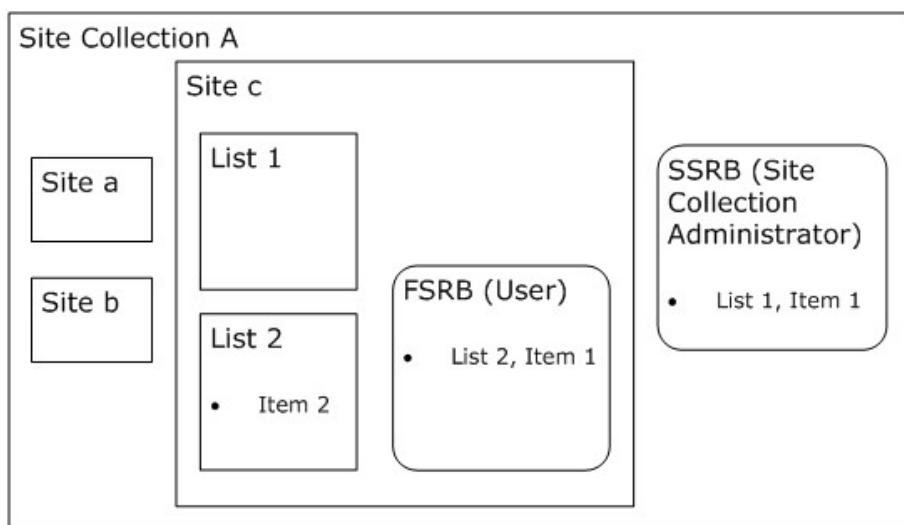 Site Collection A
Site c
Site a
Site b
List 1
List 2
• Item 2
FSRB (User)
• List 2, Item 1
SSRB (Site
Collection
Administrator)
• List 1, Item 1